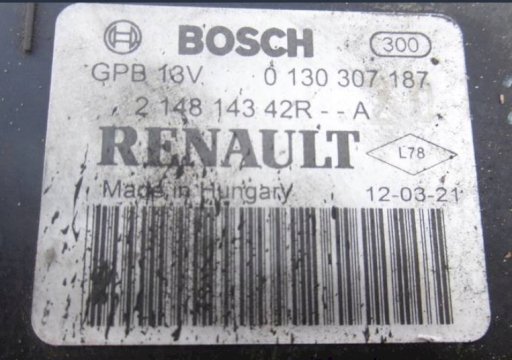 BOSCH 300
GPB 13V 0 130 307 187
2 148 143 42R - - A
RENAULT L78
Made in Hungary 12-03-21